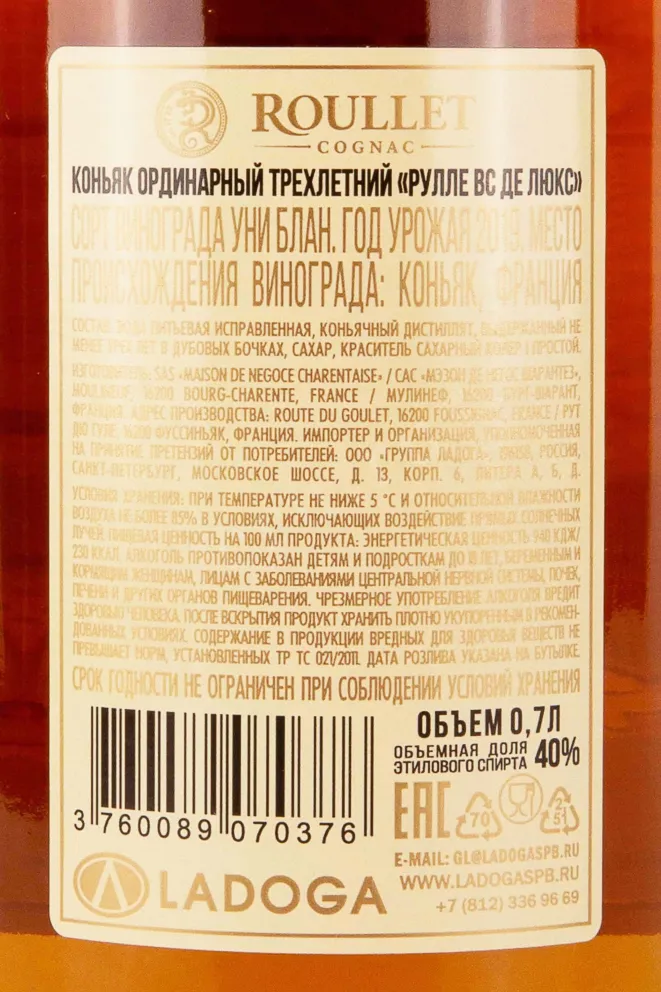 ROULLET
COGNAC
КОНЬЯК ОРДИНАРНЫЙ ТРЕХЛЕТНИЙ «РУЛЛЕ ВС ДЕ ЛЮКС»
СОРТ ВИНОГРАДА УНИ БЛАН. ГОД УРОЖАЯ 2019. МЕСТО
ПРОИСХОЖДЕНИЯ ВИНОГРАДА: КОНЬЯК, ФРАНЦИЯ
СОСТАВ: ВОДА ПИТЬЕВАЯ ИСПРАВЛЕННАЯ, КОНЬЯЧНЫЙ ДИСТИЛЛЯТ, ВЫДЕРЖАННЫЙ НЕ
МЕНЕЕ ТРЕХ ЛЕТ В ДУБОВЫХ БОЧКАХ, САХАР, КРАСИТЕЛЬ САХАРНЫЙ КОЛЕР I ПРОСТОЙ.
ИЗГОТОВИТЕЛЬ: SAS «MAISON DE NEGOCE CHARENTAISE» / САС «МЭЗОН ДЕ НЕГОС ШАРАНТЕЗ»,
MOULINEUF, 16200 BOURG-CHARENTE, FRANCE / МУЛИНЕФ, 16200 БУРГ-ШАРАНТ,
ФРАНЦИЯ. АДРЕС ПРОИЗВОДСТВА: ROUTE DU GOULET, 16200 FOUSSIGNAC, FRANCE / РУТ
ДЮ ГУЛЕ, 16200 ФУССИНЬЯК, ФРАНЦИЯ. ИМПОРТЕР И ОРГАНИЗАЦИЯ, УПОЛНОМОЧЕННАЯ
НА ПРИНЯТИЕ ПРЕТЕНЗИЙ ОТ ПОТРЕБИТЕЛЕЙ: ООО «ГРУППА ЛАДОГА», РОССИЯ,
САНКТ-ПЕТЕРБУРГ, МОСКОВСКОЕ ШОССЕ, Д. 13, КОРП. 6, ЛИТЕРА А, Б, Д.
УСЛОВИЯ ХРАНЕНИЯ: ПРИ ТЕМПЕРАТУРЕ НЕ НИЖЕ 5 °С И ОТНОСИТЕЛЬНОЙ ВЛАЖНОСТИ
ВОЗДУХА НЕ БОЛЕЕ 85% В УСЛОВИЯХ, ИСКЛЮЧАЮЩИХ ВОЗДЕЙСТВИЕ ПРЯМЫХ СОЛНЕЧНЫХ
ЛУЧЕЙ. ПИЩЕВАЯ ЦЕННОСТЬ НА 100 МЛ ПРОДУКТА: ЭНЕРГЕТИЧЕСКАЯ ЦЕННОСТЬ 940 КДЖ/
230 ККАЛ. АЛКОГОЛЬ ПРОТИВОПОКАЗАН ДЕТЯМ И ПОДРОСТКАМ ДО 18 ЛЕТ, БЕРЕМЕННЫМ И
КОРМЯЩИМ ЖЕНЩИНАМ, ЛИЦАМ С ЗАБОЛЕВАНИЯМИ ЦЕНТРАЛЬНОЙ НЕРВНОЙ СИСТЕМЫ, ПОЧЕК,
ПЕЧЕНИ И ДРУГИХ ОРГАНОВ ПИЩЕВАРЕНИЯ. ЧРЕЗМЕРНОЕ УПОТРЕБЛЕНИЕ АЛКОГОЛЯ ВРЕДИТ
ЗДОРОВЬЮ ЧЕЛОВЕКА. ПОСЛЕ ВСКРЫТИЯ ПРОДУКТ ХРАНИТЬ ПЛОТНО УКУПОРЕННЫМ В РЕКОМЕН-
ДОВАННЫХ УСЛОВИЯХ. СОДЕРЖАНИЕ В ПРОДУКЦИИ ВРЕДНЫХ ДЛЯ ЗДОРОВЬЯ ВЕЩЕСТВ НЕ
ПРЕВЫШАЕТ НОРМ, УСТАНОВЛЕННЫХ ТР ТС 021/2011. ДАТА РОЗЛИВА УКАЗАНА НА БУТЫЛКЕ.
СРОК ГОДНОСТИ НЕ ОГРАНИЧЕН ПРИ СОБЛЮДЕНИИ УСЛОВИЙ ХРАНЕНИЯ
ОБЪЕМ 0,7Л
ОБЪЕМНАЯ ДОЛЯ
ЭТИЛОВОГО СПИРТА 40%
3 760089 070376
EAC 70 2 51
E-MAIL: GL@LADOGASPB.RU
WWW.LADOGASPB.RU
+7 (812) 336 96 69
LADOGA